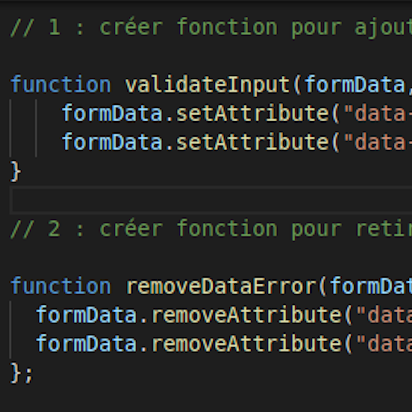 // 1 : créer fonction pour ajout
function validateInput(formData,
formData.setAttribute("data-
formData.setAttribute("data-
}
// 2 : créer fonction pour retir
function removeDataError(formDat
formData.removeAttribute("data
formData.removeAttribute("data
};